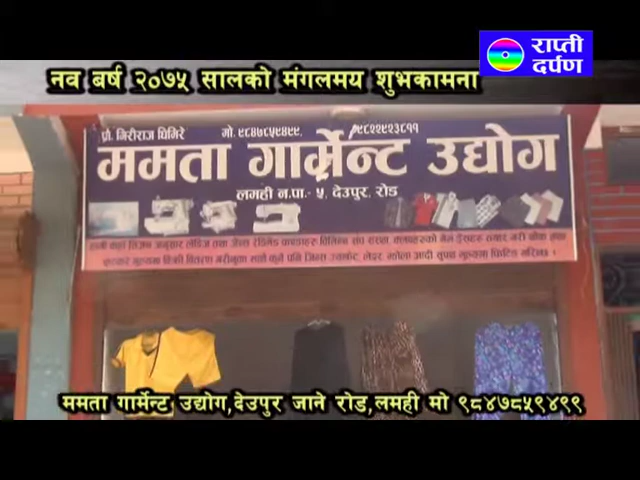 राप्ती
दर्पण
नव बर्ष २०७५ सालको मंगलमय शुभकामना
प्रो. गिरीराज घिमिरे मो. ९८४७८५९४९९,
९८२२९२३८११
ममता गार्मेन्ट उद्योग
लमही न.पा.- ५, देउपुर, रोड
ममता गार्मेन्ट उद्योग,देउपुर जाने रोड,लमही मो ९८४७८५९४९९